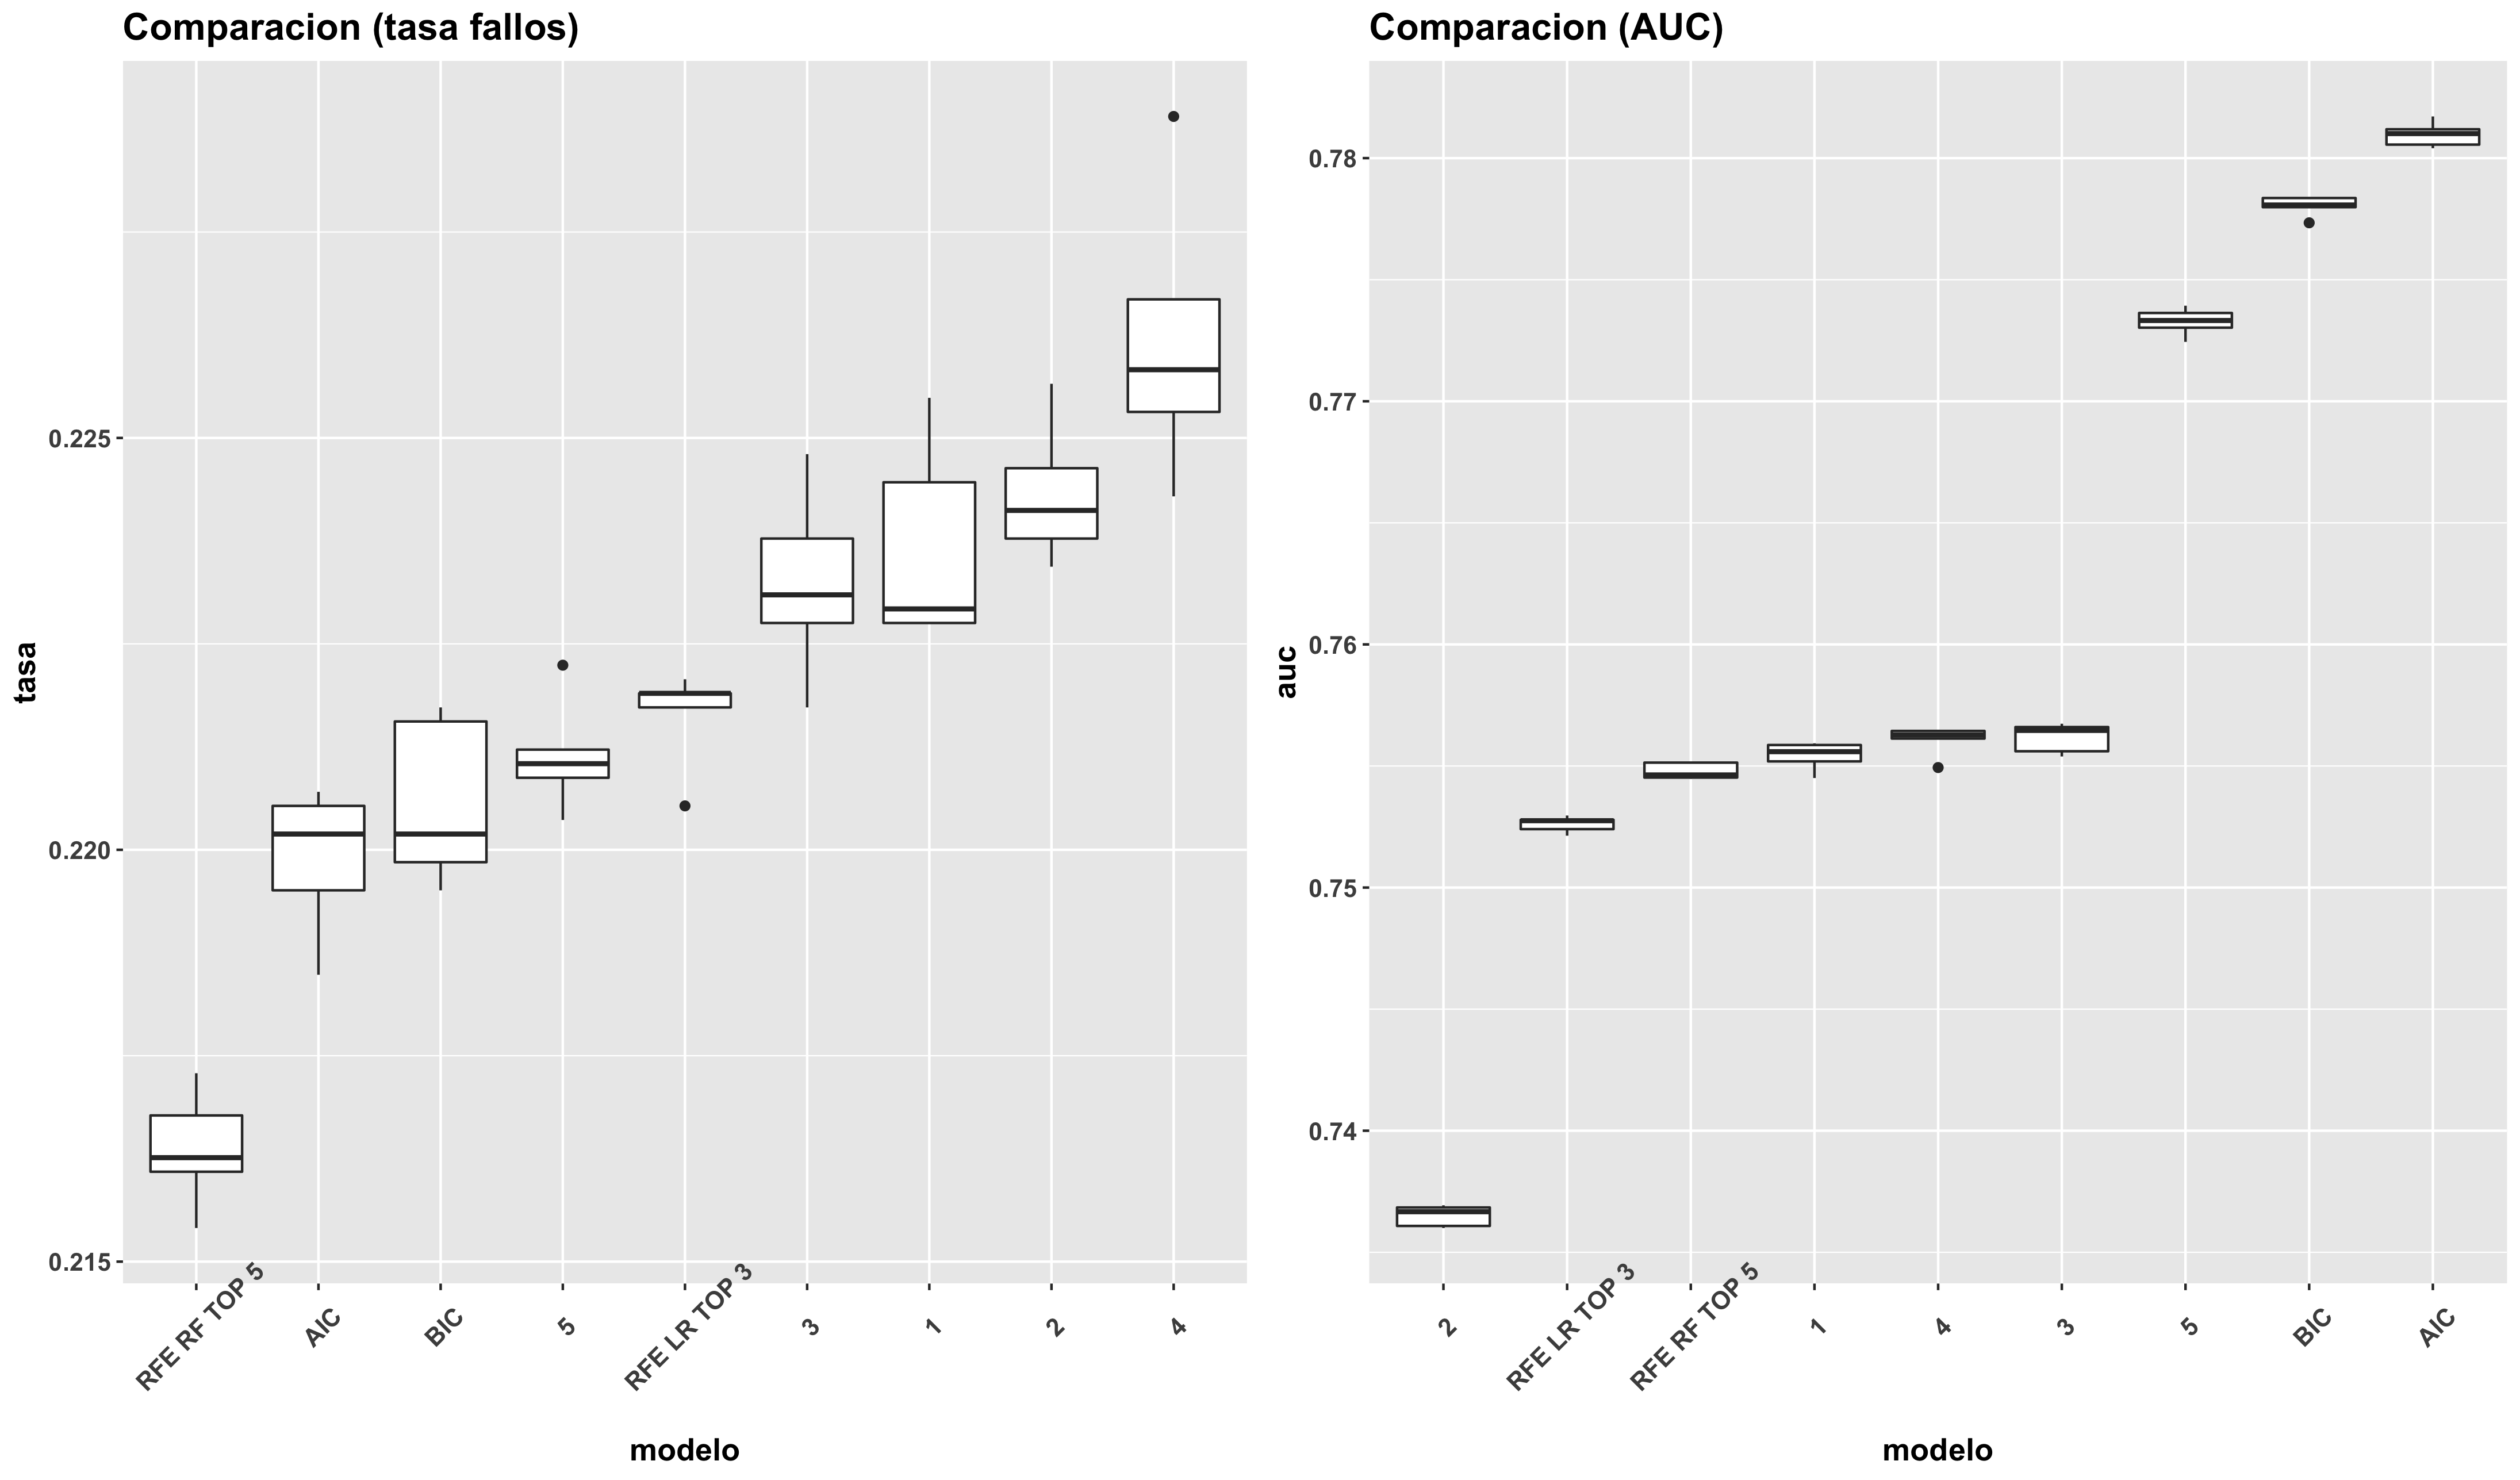 Comparacion (tasa fallos)
tasa
0.225
0.220
0.215
RFE RF TOP 5
AIC
BIC
5
RFE LR TOP 3
3
1
2
4
modelo
Comparacion (AUC)
auc
0.78
0.77
0.76
0.75
0.74
2
RFE LR TOP 3
RFE RF TOP 5
1
4
3
5
BIC
AIC
modelo